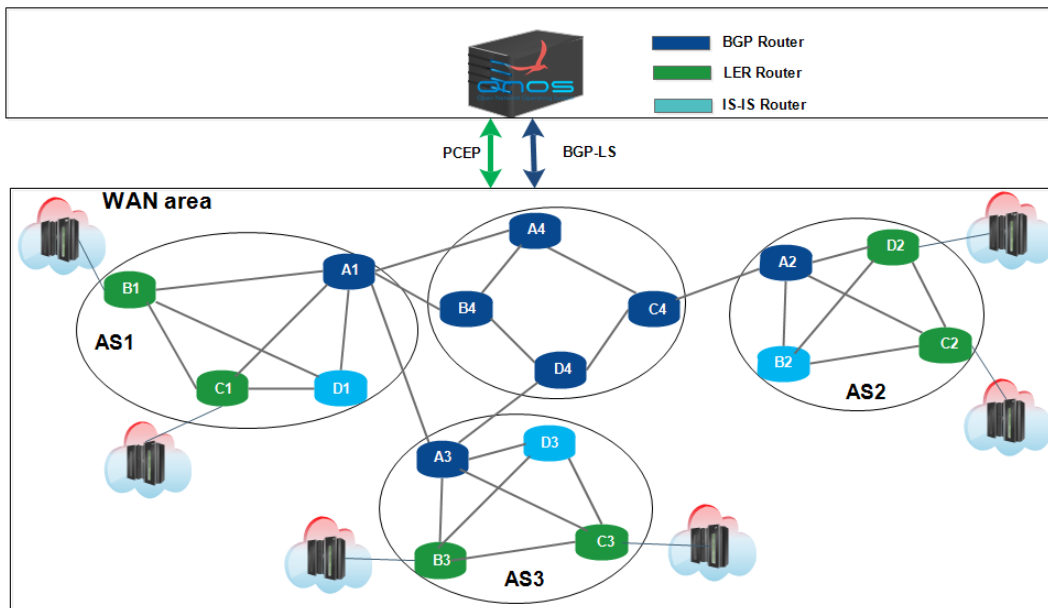 BGP Router
LER Router
IS-IS Router
onos
PCEP
BGP-LS
WAN area
A4
D2
A1
A2
B1
B4
C4
AS1
C2
B2
D4
C1
D1
AS2
D3
A3
C3
B3
AS3